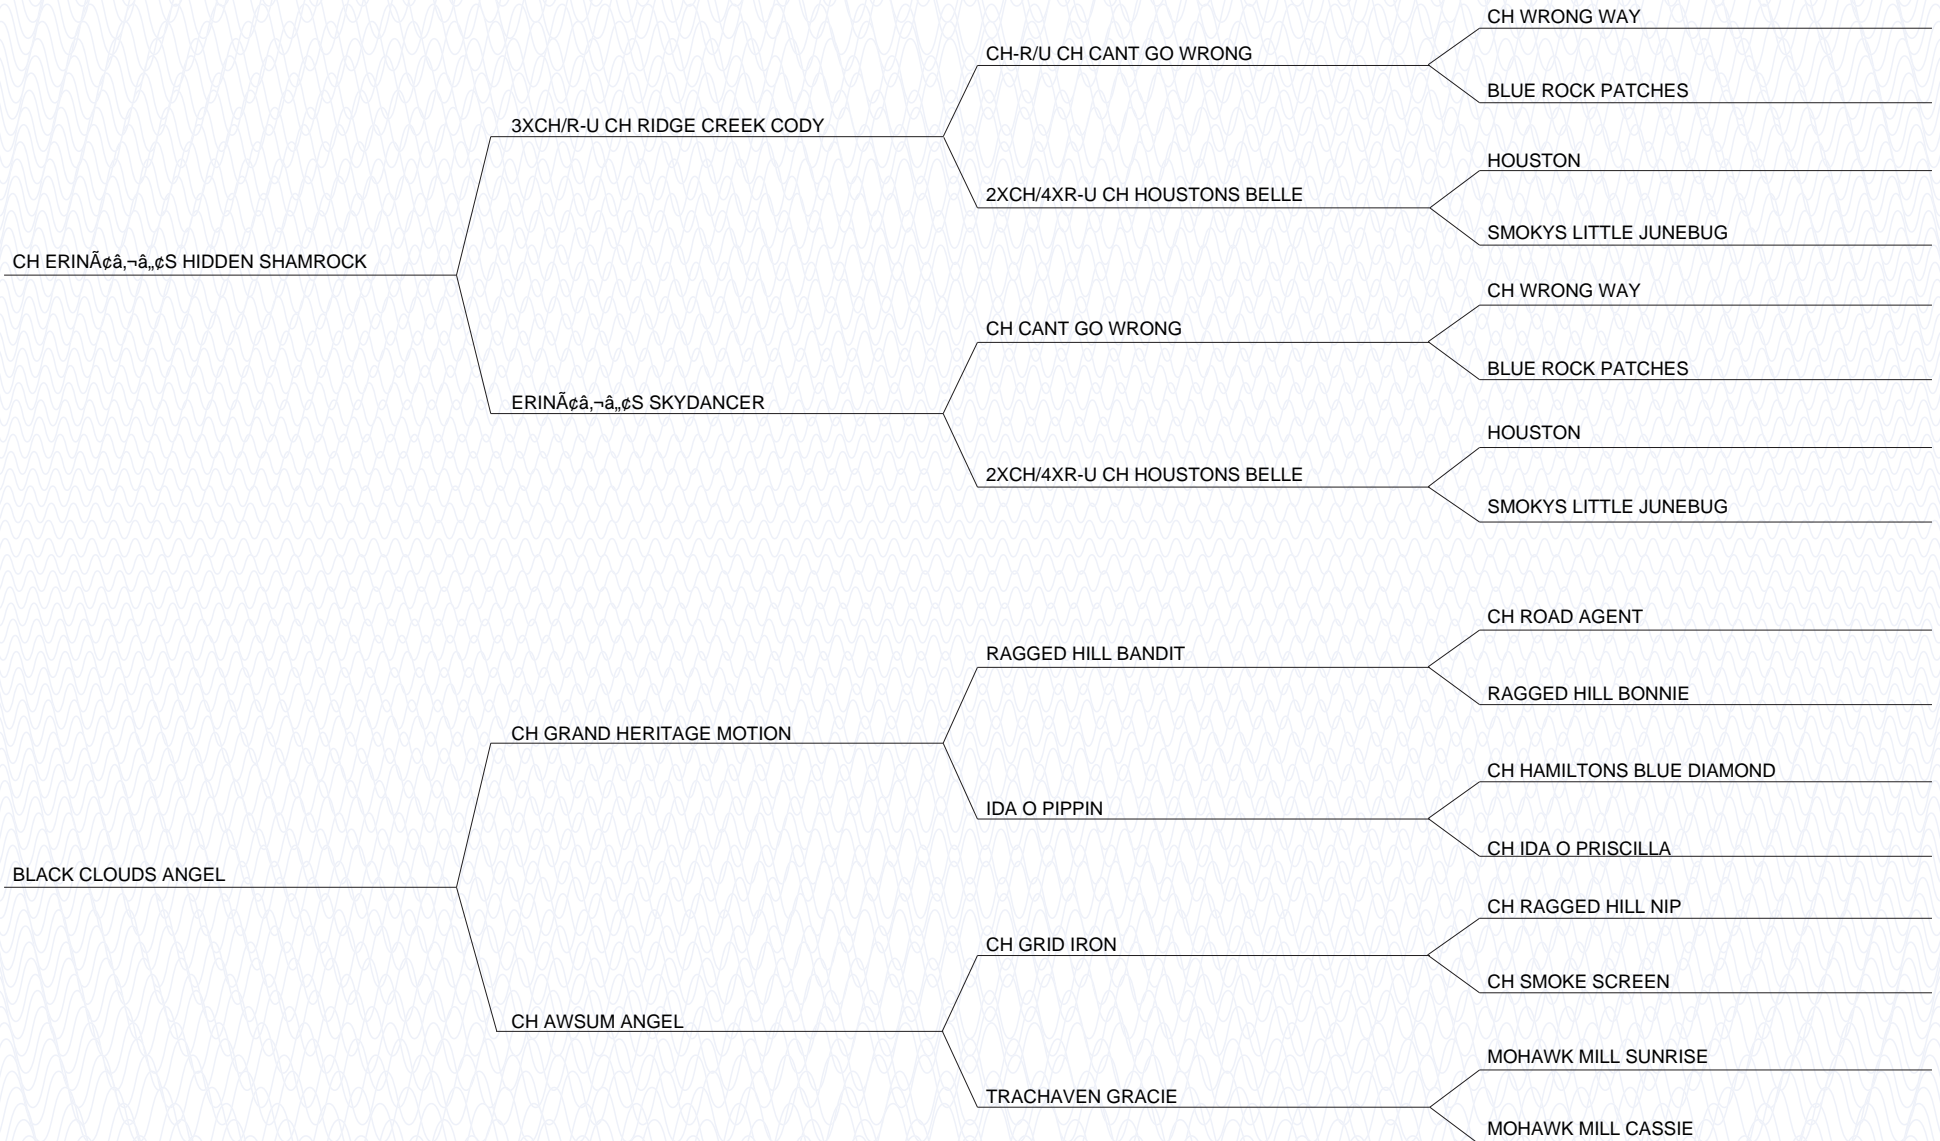 CH WRONG WAY
CH-R/U CH CANT GO WRONG
BLUE ROCK PATCHES
3XCH/R-U CH RIDGE CREEK CODY
HOUSTON
2XCH/4XR-U CH HOUSTONS BELLE
SMOKYS LITTLE JUNEBUG
CH ERINÃ¢â‚¬â„¢S HIDDEN SHAMROCK
CH WRONG WAY
CH CANT GO WRONG
BLUE ROCK PATCHES
ERINÃ¢â‚¬â„¢S SKYDANCER
HOUSTON
2XCH/4XR-U CH HOUSTONS BELLE
SMOKYS LITTLE JUNEBUG
CH ROAD AGENT
RAGGED HILL BANDIT
RAGGED HILL BONNIE
CH GRAND HERITAGE MOTION
CH HAMILTONS BLUE DIAMOND
IDA O PIPPIN
CH IDA O PRISCILLA
BLACK CLOUDS ANGEL
CH RAGGED HILL NIP
CH GRID IRON
CH SMOKE SCREEN
CH AWSUM ANGEL
MOHAWK MILL SUNRISE
TRACHAVEN GRACIE
MOHAWK MILL CASSIE